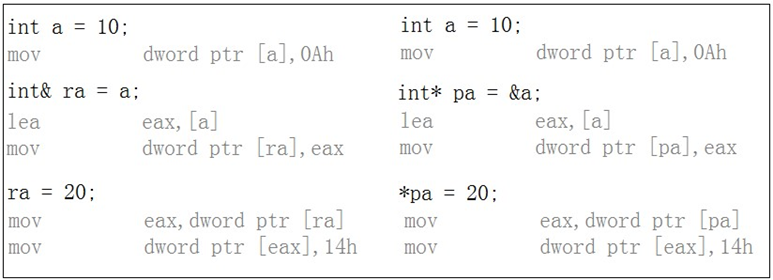 int a = 10;
mov dword ptr [a],0Ah
int& ra = a;
lea eax,[a]
mov dword ptr [ra],eax
ra = 20;
mov eax,dword ptr [ra]
mov dword ptr [eax],14h
int a = 10;
mov dword ptr [a],0Ah
int* pa = &a;
lea eax,[a]
mov dword ptr [pa],eax
*pa = 20;
mov eax,dword ptr [pa]
mov dword ptr [eax],14h